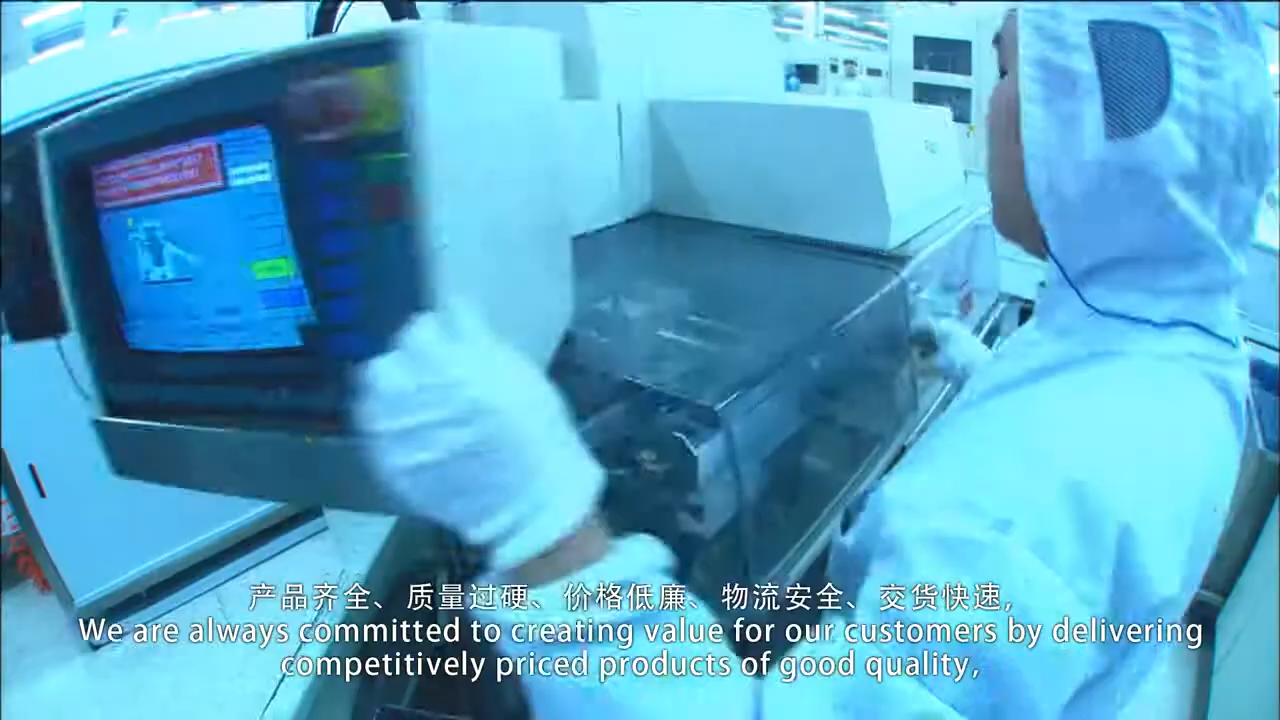 产品齐全、质量过硬、价格低廉、物流安全、交货快速,
We are always committed to creating value for our customers by delivering
competitively priced products of good quality,